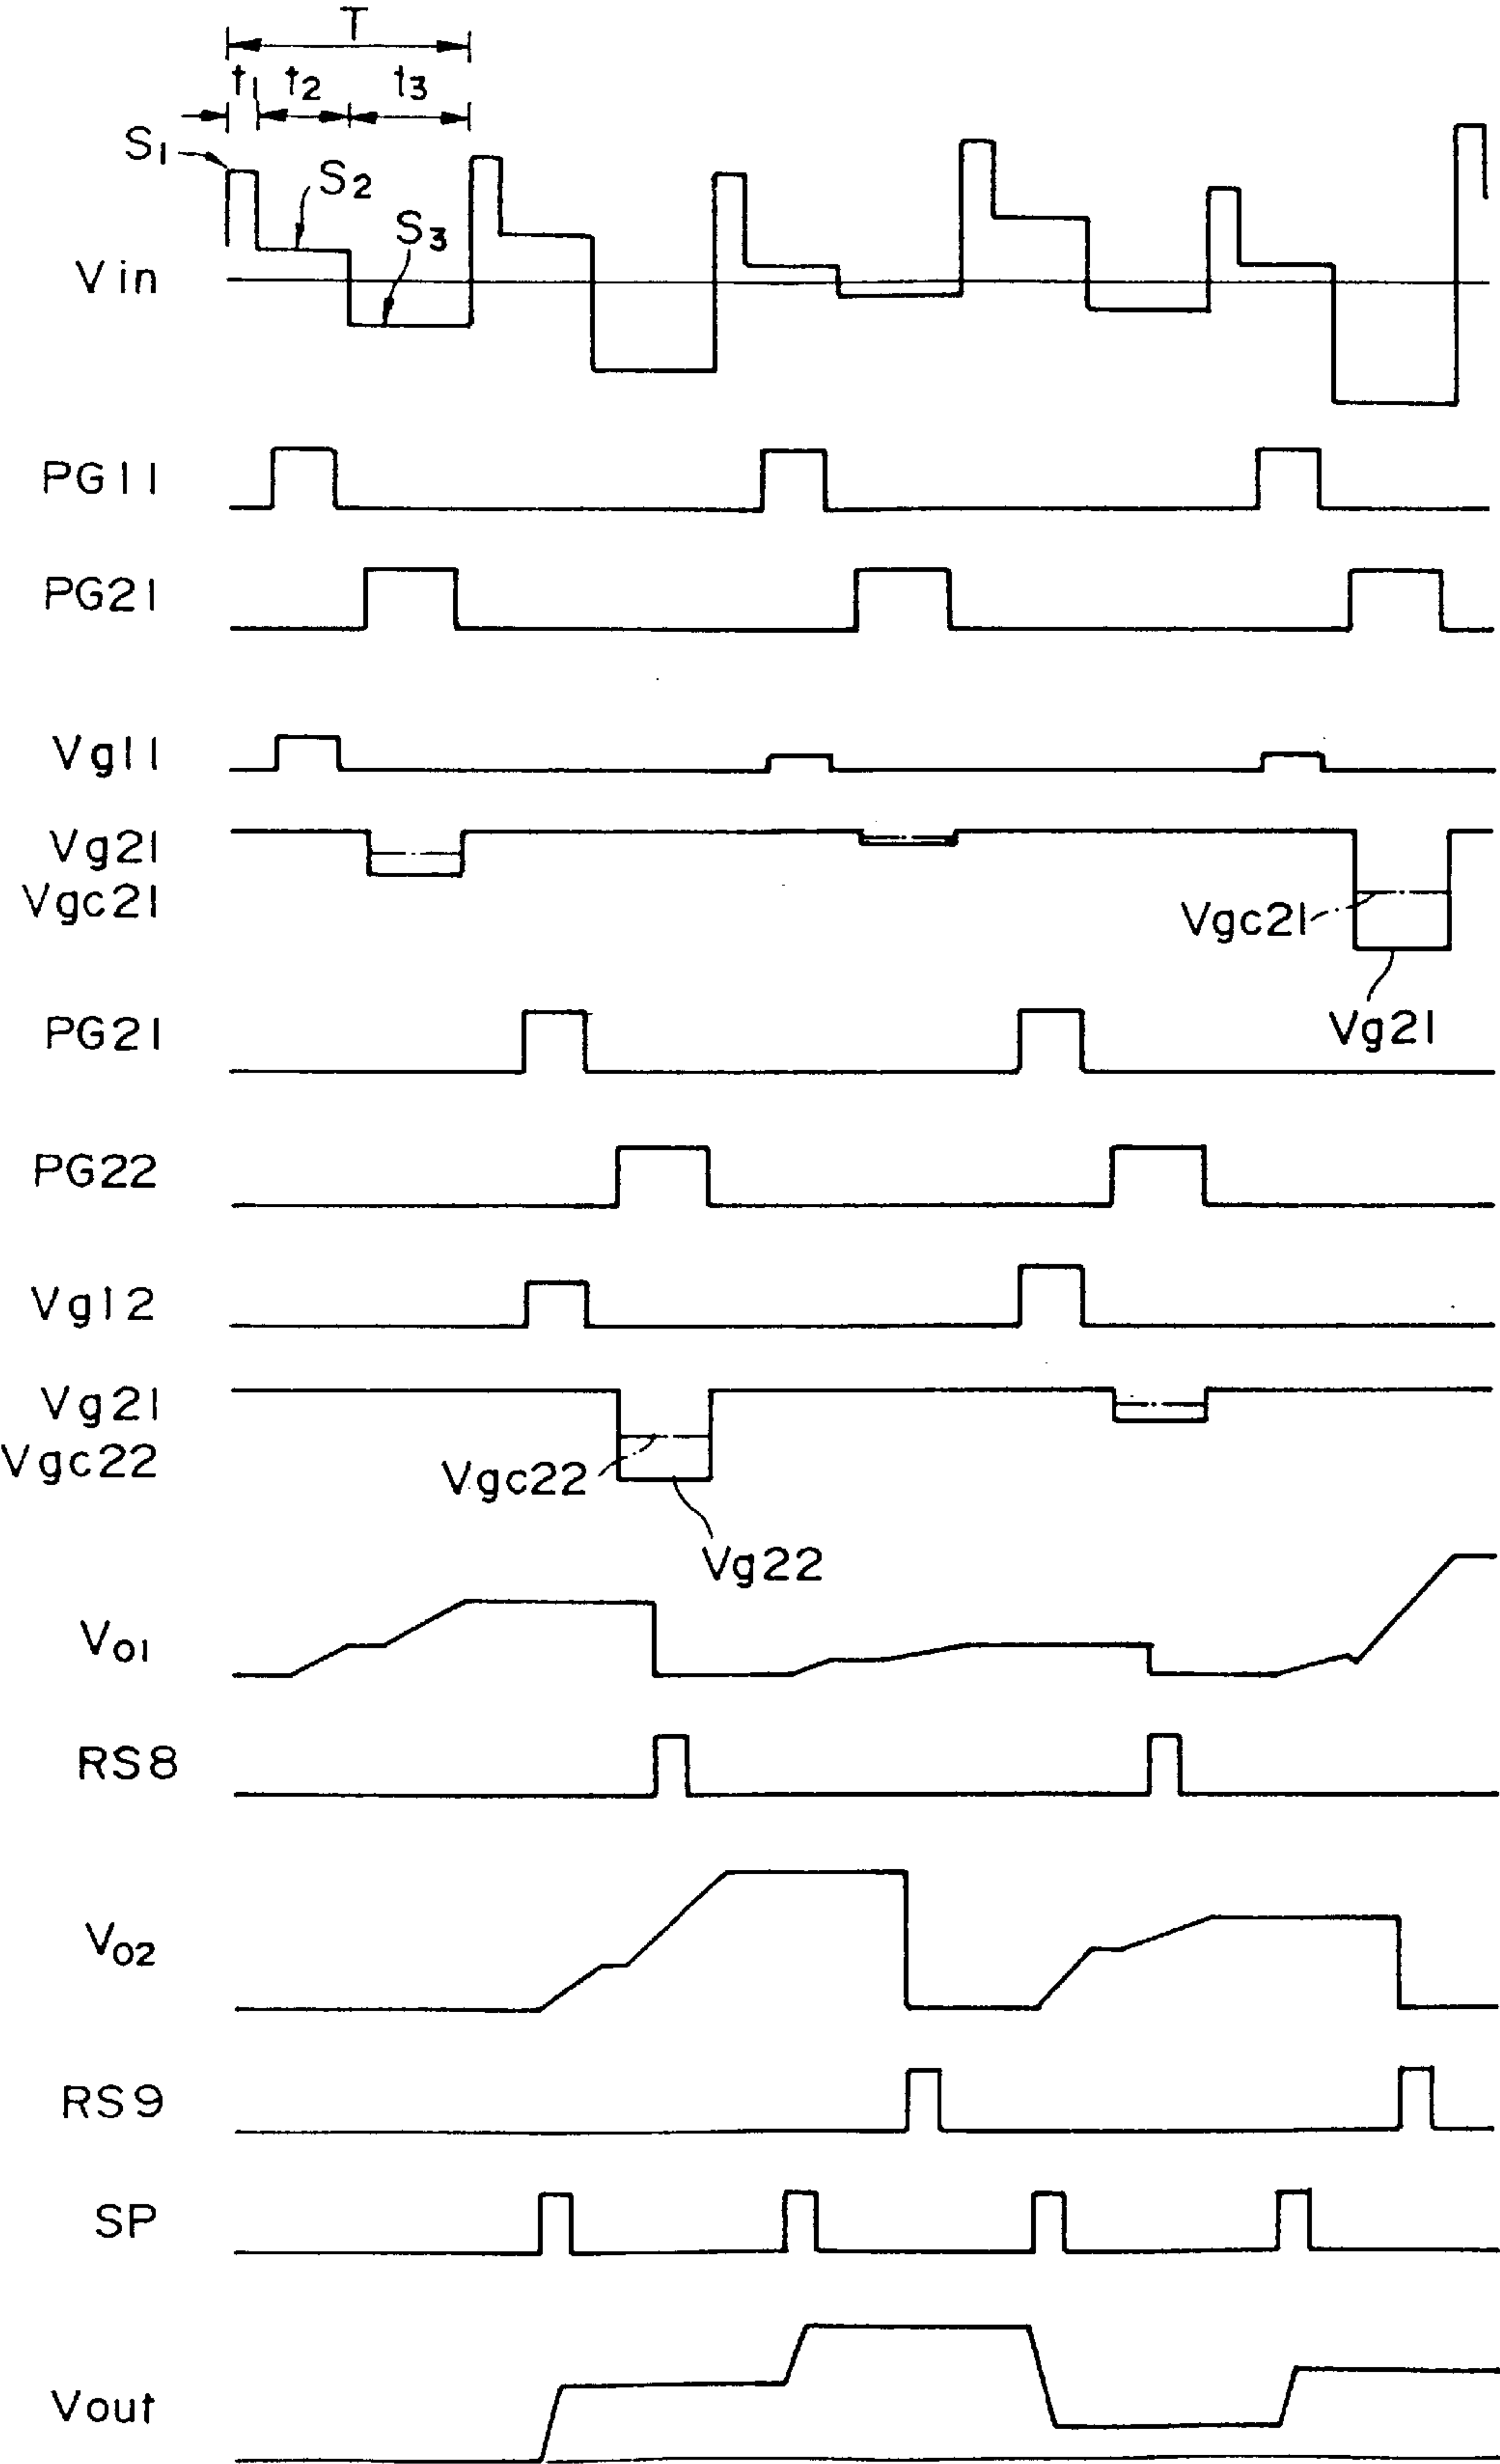 T
t1 t2 t3
S1
S2
S3
Vin
PG11
PG21
Vg11
Vg21
Vgc21
Vgc21
Vg21
PG21
PG22
Vg12
Vg21
Vgc22
Vgc22
Vg22
Vo1
RS8
Vo2
RS9
SP
Vout